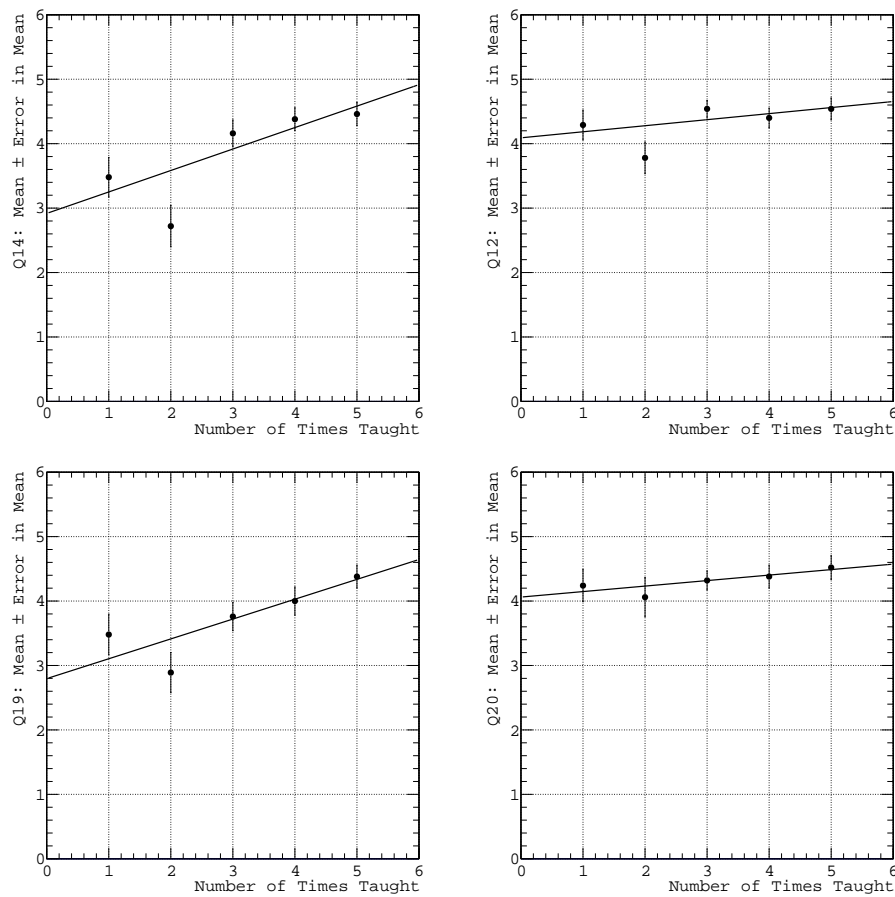 Q14: Mean ± Error in Mean
6
5
4
3
2
1
0
0 1 2 3 4 5 6
Number of Times Taught
Q12: Mean ± Error in Mean
6
5
4
3
2
1
0
0 1 2 3 4 5 6
Number of Times Taught
Q19: Mean ± Error in Mean
6
5
4
3
2
1
0
0 1 2 3 4 5 6
Number of Times Taught
Q20: Mean ± Error in Mean
6
5
4
3
2
1
0
0 1 2 3 4 5 6
Number of Times Taught